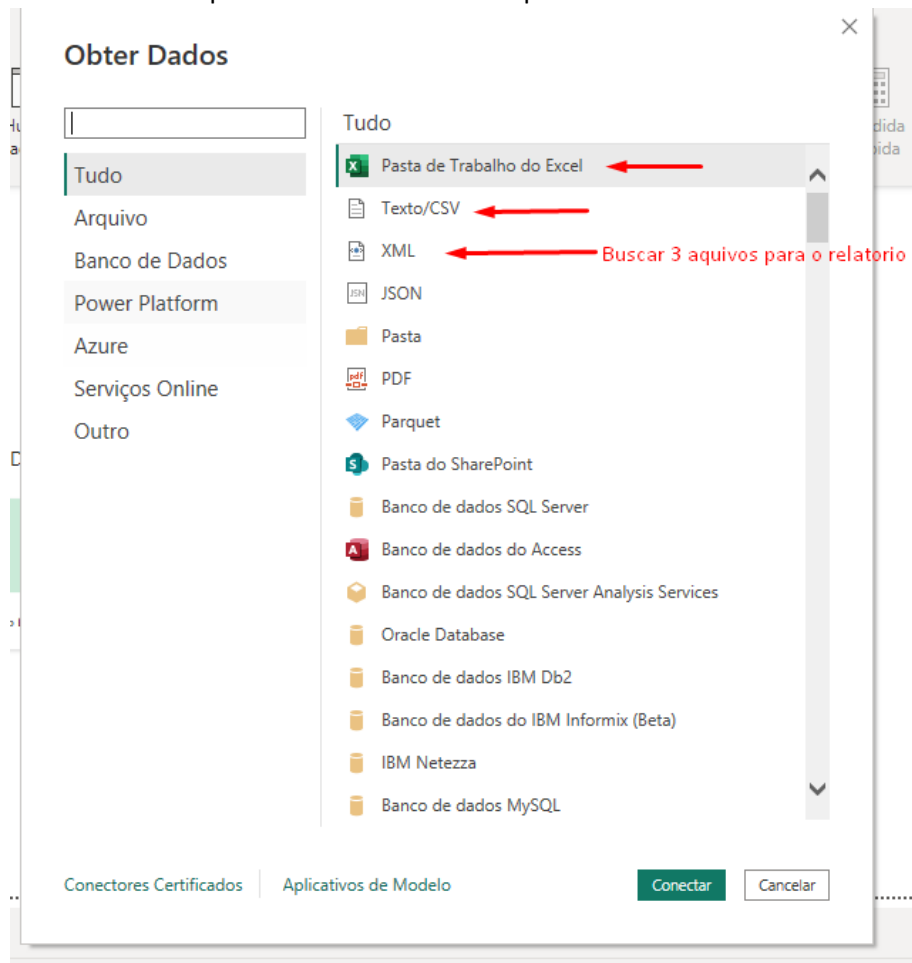 Obter Dados
Tudo
Tudo
Pasta de Trabalho do Excel
Texto/CSV
Arquivo
XML
Buscar 3 aquivos para o relatorio
Banco de Dados
JSN
JSON
Power Platform
Pasta
Azure
pdf
PDF
Serviços Online
Parquet
Outro
Pasta do SharePoint
Banco de dados SQL Server
Banco de dados do Access
Banco de dados SQL Server Analysis Services
Oracle Database
Banco de dados IBM Db2
Banco de dados do IBM Informix (Beta)
IBM Netezza
Banco de dados MySQL
Conectores Certificados
Aplicativos de Modelo
Conectar
Cancelar